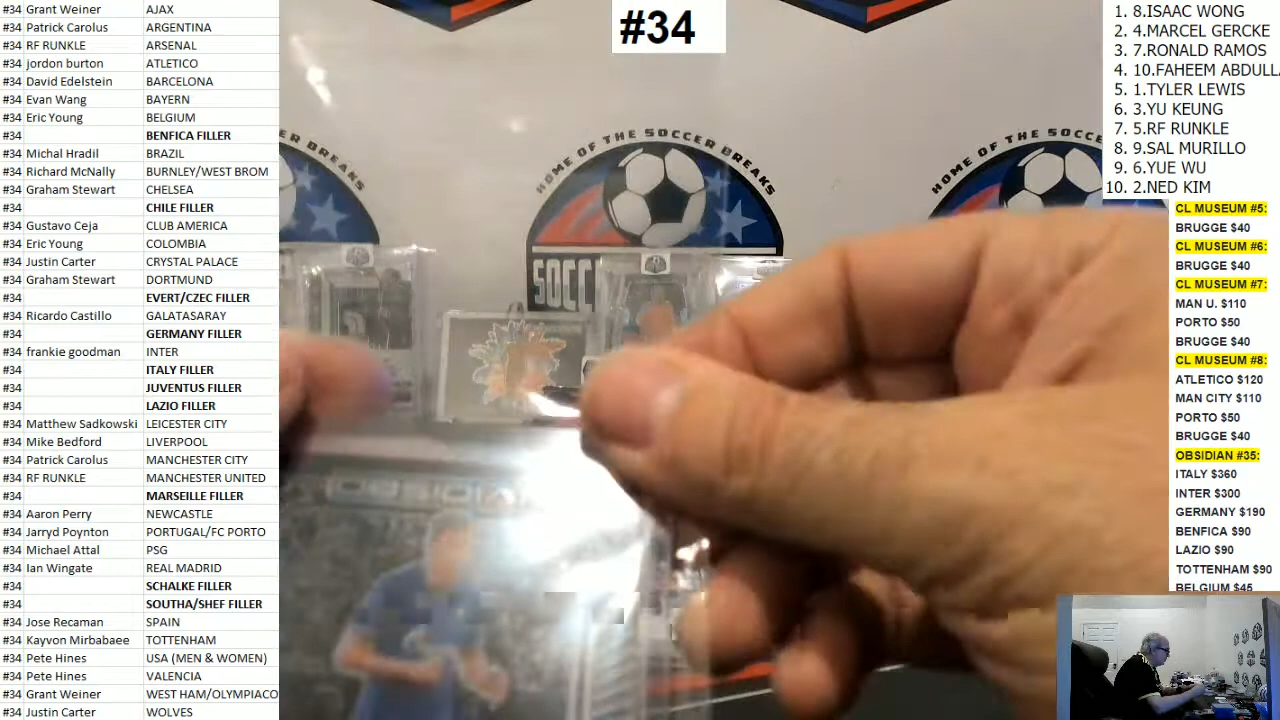 #34 Grant Weiner AJAX
#34 Patrick Carolus ARGENTINA
#34 RF RUNKLE ARSENAL
#34 jordon burton ATLETICO
#34 David Edelstein BARCELONA
#34 Evan Wang BAYERN
#34 Eric Young BELGIUM
#34 BENFICA FILLER
#34 Michal Hradil BRAZIL
#34 Richard McNally BURNLEY/WEST BROM
#34 Graham Stewart CHELSEA
#34 CHILE FILLER
#34 Gustavo Ceja CLUB AMERICA
#34 Eric Young COLOMBIA
#34 Justin Carter CRYSTAL PALACE
#34 Graham Stewart DORTMUND
#34 EVERT/CZEC FILLER
#34 Ricardo Castillo GALATASARAY
#34 GERMANY FILLER
#34 frankie goodman INTER
#34 ITALY FILLER
#34 JUVENTUS FILLER
#34 LAZIO FILLER
#34 Matthew Sadkowski LEICESTER CITY
#34 Mike Bedford LIVERPOOL
#34 Patrick Carolus MANCHESTER CITY
#34 RF RUNKLE MANCHESTER UNITED
#34 MARSEILLE FILLER
#34 Aaron Perry NEWCASTLE
#34 Jarryd Poynton PORTUGAL/FC PORTO
#34 Michael Attal PSG
#34 Ian Wingate REAL MADRID
#34 SCHALKE FILLER
#34 SOUTHA/SHEF FILLER
#34 Jose Recaman SPAIN
#34 Kayvon Mirbabaee TOTTENHAM
#34 Pete Hines USA (MEN & WOMEN)
#34 Pete Hines VALENCIA
#34 Grant Weiner WEST HAM/OLYMPIACO
#34 Justin Carter WOLVES
#34
ER BREAKS
HOME OF THE SOCCER BREAKS
SOCC
HOME OF THE SOCCER BREAKS
1. 8.ISAAC WONG
2. 4.MARCEL GERCKE
3. 7.RONALD RAMOS
4. 10.FAHEEM ABDULL
5. 1.TYLER LEWIS
6. 3.YU KEUNG
7. 5.RF RUNKLE
8. 9.SAL MURILLO
9. 6.YUE WU
10. 2.NED KIM
CL MUSEUM #5:
BRUGGE $40
CL MUSEUM #6:
BRUGGE $40
CL MUSEUM #7:
MAN U. $110
PORTO $50
BRUGGE $40
CL MUSEUM #8:
ATLETICO $120
MAN CITY $110
PORTO $50
BRUGGE $40
OBSIDIAN #35:
ITALY $360
INTER $300
GERMANY $190
BENFICA $90
LAZIO $90
TOTTENHAM $90
BELGIUM $45